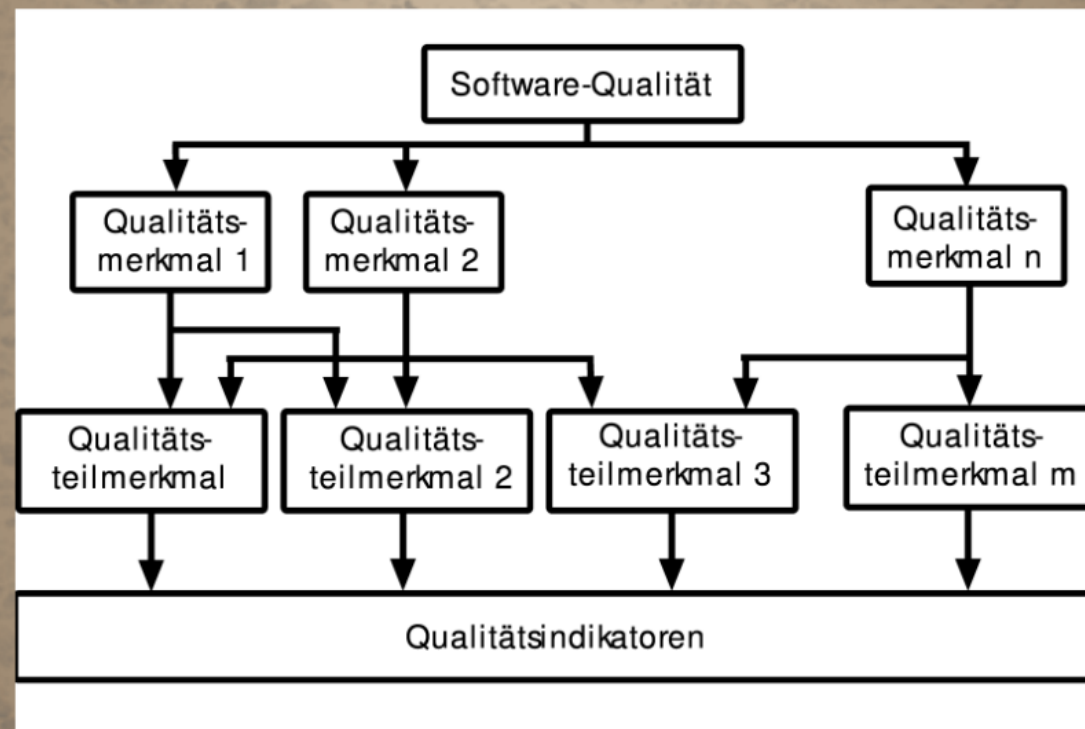 Software-Qualität
Qualitäts-
merkmal 1
Qualitäts-
merkmal 2
Qualitäts-
merkmal n
Qualitäts-
teilmerkmal
Qualitäts-
teilmerkmal 2
Qualitäts-
teilmerkmal 3
Qualitäts-
teilmerkmal m
Qualitätsindikatoren